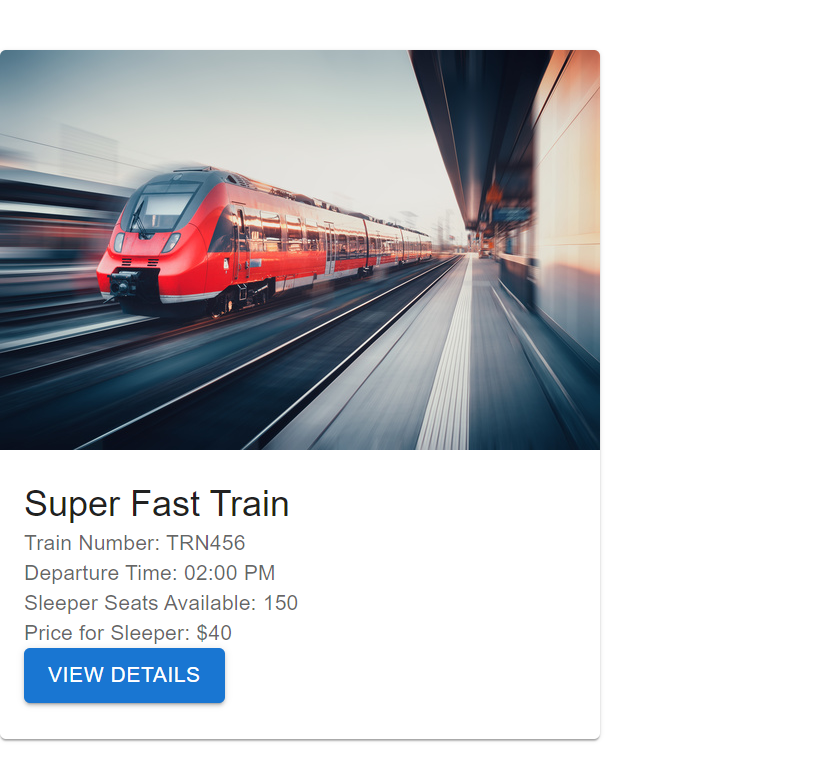 Super Fast Train
Train Number: TRN456
Departure Time: 02:00 PM
Sleeper Seats Available: 150
Price for Sleeper: $40
VIEW DETAILS